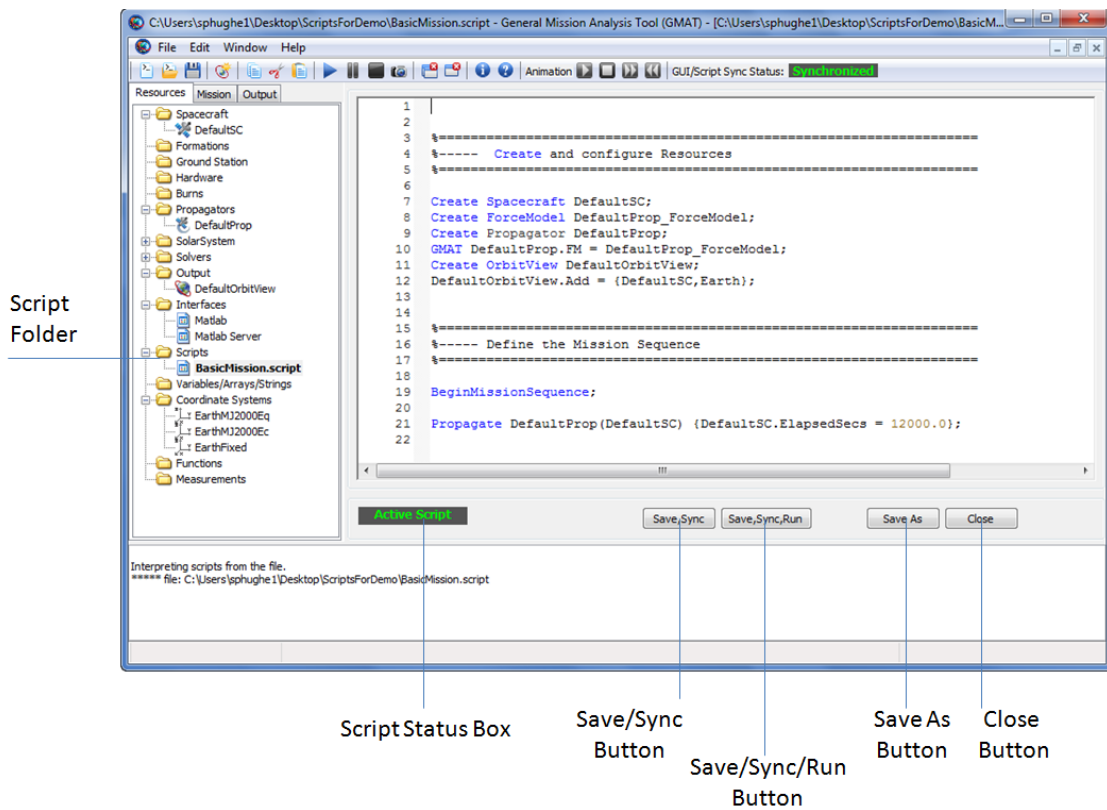 C:\Users\sphughe1\Desktop\ScriptsForDemo\BasicMission.script - General Mission Analysis Tool (GMAT) - [C:\Users\sphughe1\Desktop\ScriptsForDemo\BasicM...
File Edit Window Help
Animation GUI/Script Sync Status: Synchronized
Resources Mission Output
Spacecraft
DefaultSC
Formations
Ground Station
Hardware
Burns
Propagators
DefaultProp
SolarSystem
Solvers
Output
DefaultOrbitView
Interfaces
Matlab
Matlab Server
Scripts
BasicMission.script
Variables/Arrays/Strings
Coordinate Systems
EarthMJ2000Eq
EarthMJ2000Ec
EarthFixed
Functions
Measurements
1
2
3 %===================================================================
4 %----- Create and configure Resources
5 %===================================================================
6
7 Create Spacecraft DefaultSC;
8 Create ForceModel DefaultProp_ForceModel;
9 Create Propagator DefaultProp;
10 GMAT DefaultProp.FM = DefaultProp_ForceModel;
11 Create OrbitView DefaultOrbitView;
12 DefaultOrbitView.Add = {DefaultSC,Earth};
13
14
15 %===================================================================
16 %----- Define the Mission Sequence
17 %===================================================================
18
19 BeginMissionSequence;
20
21 Propagate DefaultProp(DefaultSC) {DefaultSC.ElapsedSecs = 12000.0};
22
Active Script Save,Sync Save,Sync,Run Save As Close
Interpreting scripts from the file.
***** file: C:\Users\sphughe1\Desktop\ScriptsForDemo\BasicMission.script
Script
Folder
Script Status Box
Save/Sync
Button
Save/Sync/Run
Button
Save As
Button
Close
Button